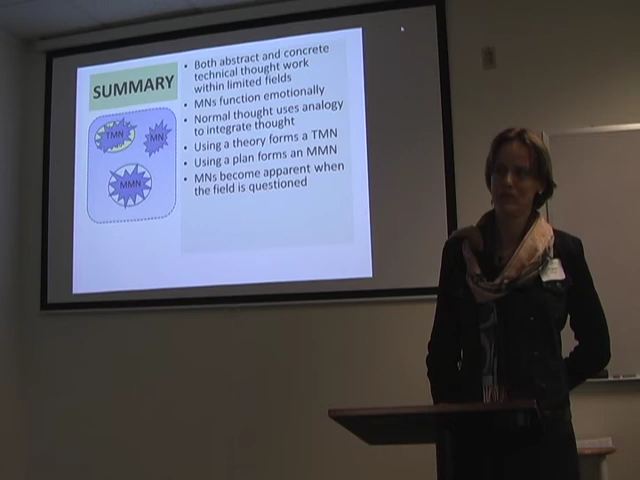 SUMMARY
TMN
MN
MMN
• Both abstract and concrete
technical thought work
within limited fields
• MNs function emotionally
• Normal thought uses analogy
to integrate thought
• Using a theory forms a TMN
• Using a plan forms an MMN
• MNs become apparent when
the field is questioned